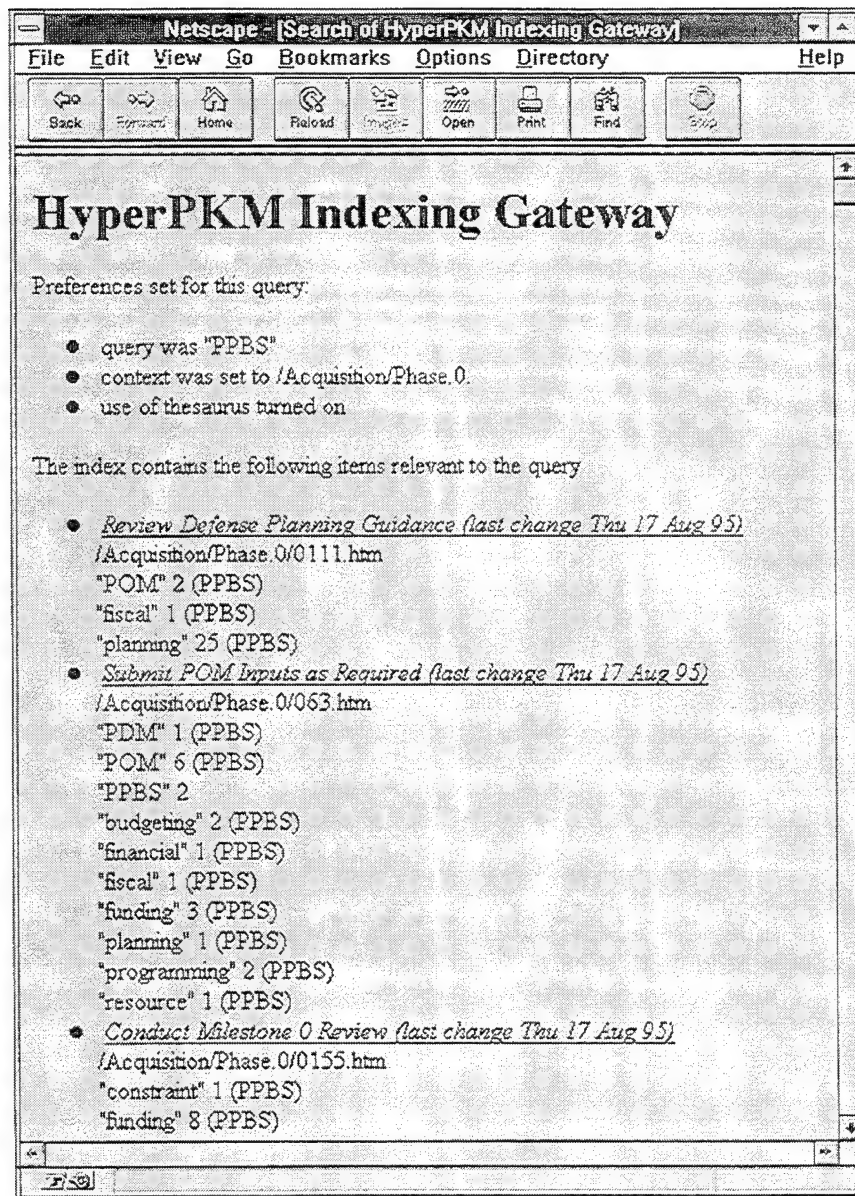 Netscape - [Search of HyperPKM Indexing Gateway]
File Edit View Go Bookmarks Options Directory Help
Back Forward Home Reload Images Open Print Find Stop
HyperPKM Indexing Gateway
Preferences set for this query:
query was "PPBS"
context was set to /Acquisition/Phase.0.
use of thesaurus turned on
The index contains the following items relevant to the query
Review Defense Planning Guidance (last change Thu 17 Aug 95)
/Acquisition/Phase.0/0111.htm
"POM" 2 (PPBS)
"fiscal" 1 (PPBS)
"planning" 25 (PPBS)
Submit POM Inputs as Required (last change Thu 17 Aug 95)
/Acquisition/Phase.0/063.htm
"PDM" 1 (PPBS)
"POM" 6 (PPBS)
"PPBS" 2
"budgeting" 2 (PPBS)
"financial" 1 (PPBS)
"fiscal" 1 (PPBS)
"funding" 3 (PPBS)
"planning" 1 (PPBS)
"programming" 2 (PPBS)
"resource" 1 (PPBS)
Conduct Milestone 0 Review (last change Thu 17 Aug 95)
/Acquisition/Phase.0/0155.htm
"constraint" 1 (PPBS)
"funding" 8 (PPBS)